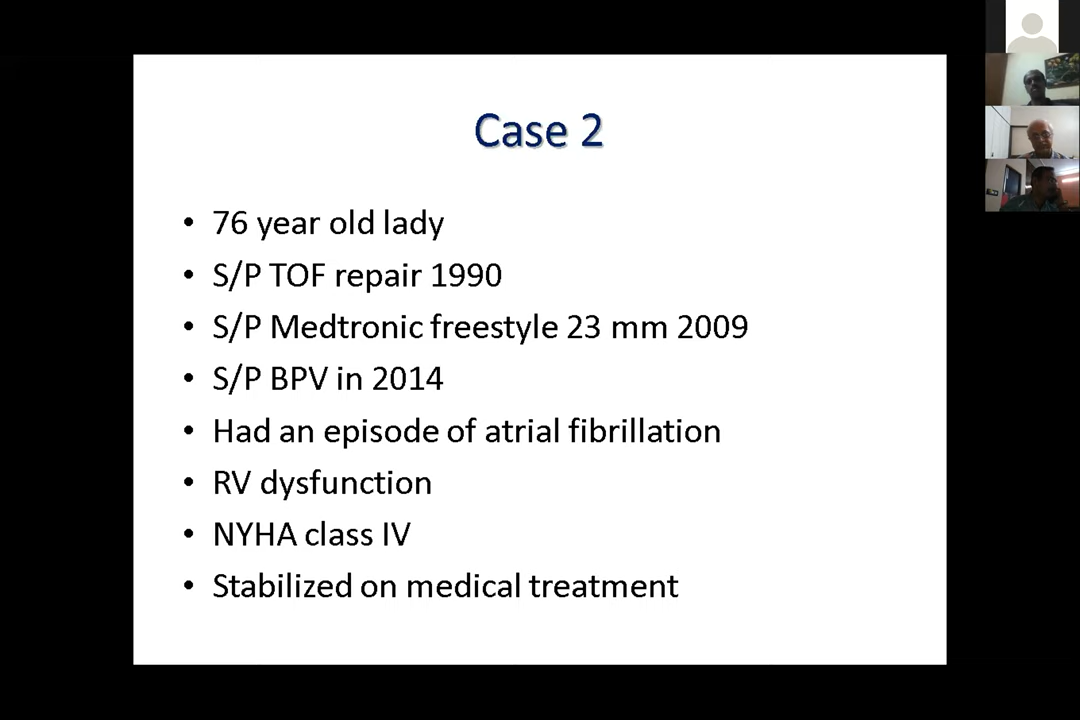 Case 2
• 76 year old lady
• S/P TOF repair 1990
• S/P Medtronic freestyle 23 mm 2009
• S/P BPV in 2014
• Had an episode of atrial fibrillation
• RV dysfunction
• NYHA class IV
• Stabilized on medical treatment